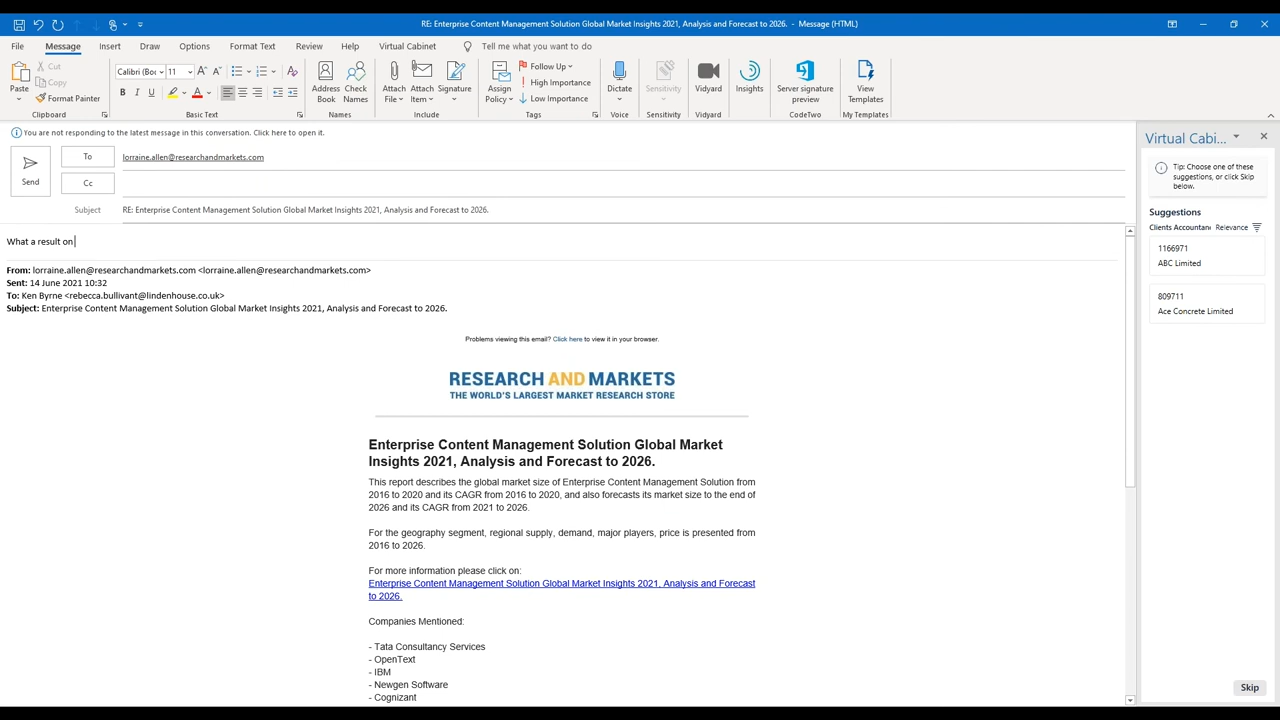 RE: Enterprise Content Management Solution Global Market Insights 2021, Analysis and Forecast to 2026. - Message (HTML)
File Message Insert Draw Options Format Text Review Help Virtual Cabinet Tell me what you want to do
Paste
Cut
Copy
Format Painter
Clipboard
Calibri (Boc 11
B I U
Basic Text
Address Book
Check Names
Names
Attach File
Attach Item
Signature
Include
Assign Policy
Follow Up
High Importance
Low Importance
Tags
Dictate
Voice
Sensitivity
Sensitivity
Vidyard
Vidyard
Insights
Server signature preview
CodeTwo
View Templates
My Templates
You are not responding to the latest message in this conversation. Click here to open it.
Send
To
lorraine.allen@researchandmarkets.com
Cc
Subject
RE: Enterprise Content Management Solution Global Market Insights 2021, Analysis and Forecast to 2026.
What a result on
From: lorraine.allen@researchandmarkets.com <lorraine.allen@researchandmarkets.com>
Sent: 14 June 2021 10:32
To: Ken Byrne <rebecca.bullivant@lindenhouse.co.uk>
Subject: Enterprise Content Management Solution Global Market Insights 2021, Analysis and Forecast to 2026.
Problems viewing this email? Click here to view it in your browser.
RESEARCH AND MARKETS
THE WORLD'S LARGEST MARKET RESEARCH STORE
Enterprise Content Management Solution Global Market
Insights 2021, Analysis and Forecast to 2026.
This report describes the global market size of Enterprise Content Management Solution from
2016 to 2020 and its CAGR from 2016 to 2020, and also forecasts its market size to the end of
2026 and its CAGR from 2021 to 2026.
For the geography segment, regional supply, demand, major players, price is presented from
2016 to 2026.
For more information please click on:
Enterprise Content Management Solution Global Market Insights 2021, Analysis and Forecast
to 2026.
Companies Mentioned:
- Tata Consultancy Services
- OpenText
- IBM
- Newgen Software
- Cognizant
Virtual Cabi...
Tip: Choose one of these
suggestions, or click Skip
below.
Suggestions
Clients Accountan Relevance
1166971
ABC Limited
809711
Ace Concrete Limited
Skip